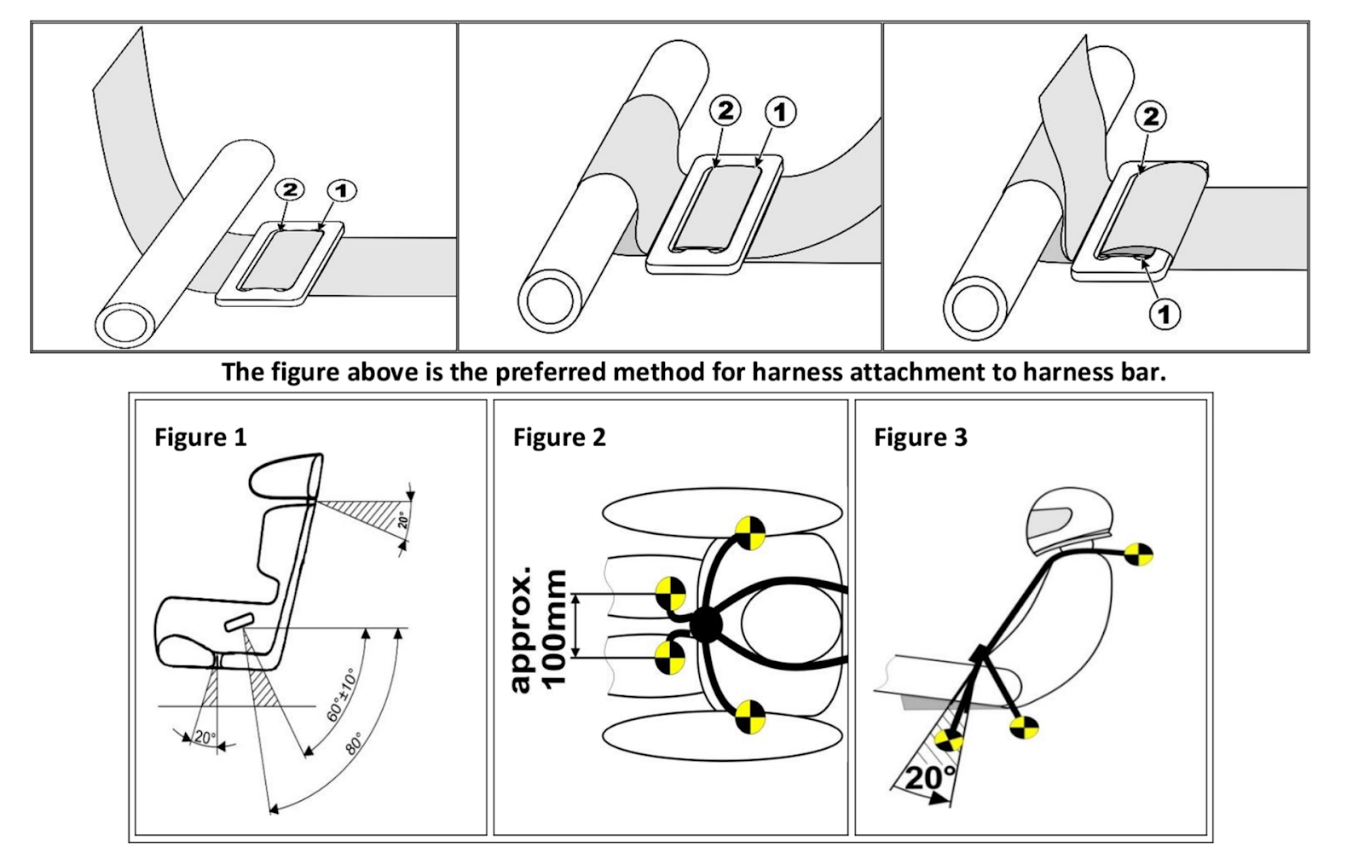 2
1
2
1
2
1
The figure above is the preferred method for harness attachment to harness bar.
Figure 1
20°
60°±10°
80°
20°
Figure 2
approx.
100mm
Figure 3
20°